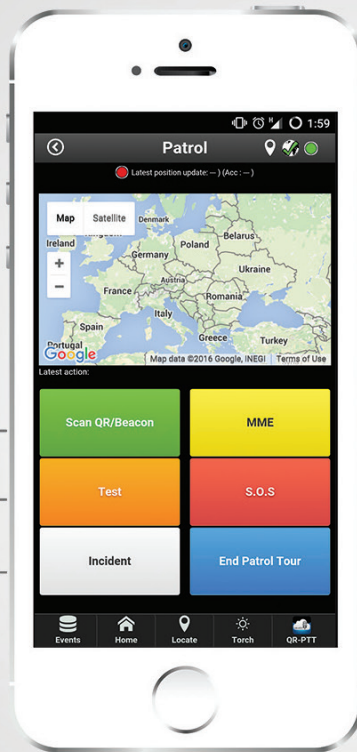 1:59
Patrol
Latest position update: -- ) (Acc : -- )
Map Satellite
Denmark
Ireland
Belarus
Poland
Germany
Ukraine
Austria
France
Romania
Italy
Spain
Greece
Turkey
Portugal
Google
Map data ©2016 Google, INEGI
Terms of Use
Latest action:
Scan QR/Beacon
MME
Test
S.O.S
Incident
End Patrol Tour
Events
Home
Locate
Torch
QR-PTT